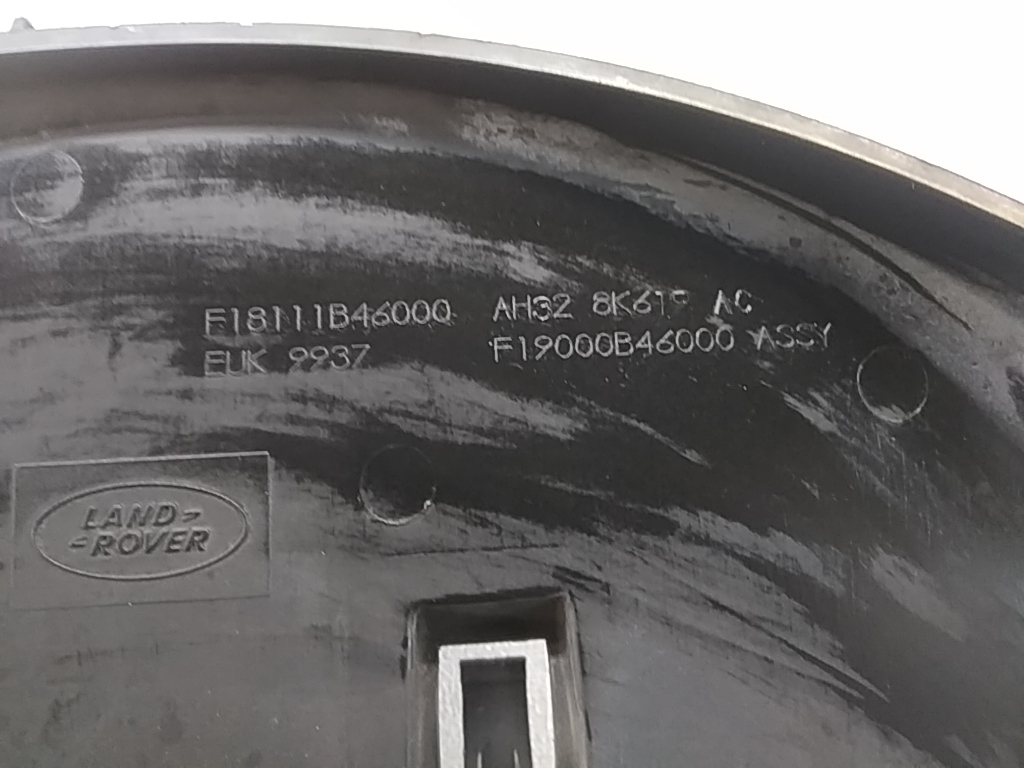 F18111B46000
EUK 9937
AH32 8K619 AC
F19000B46000 ASSY
LAND-
-ROVER